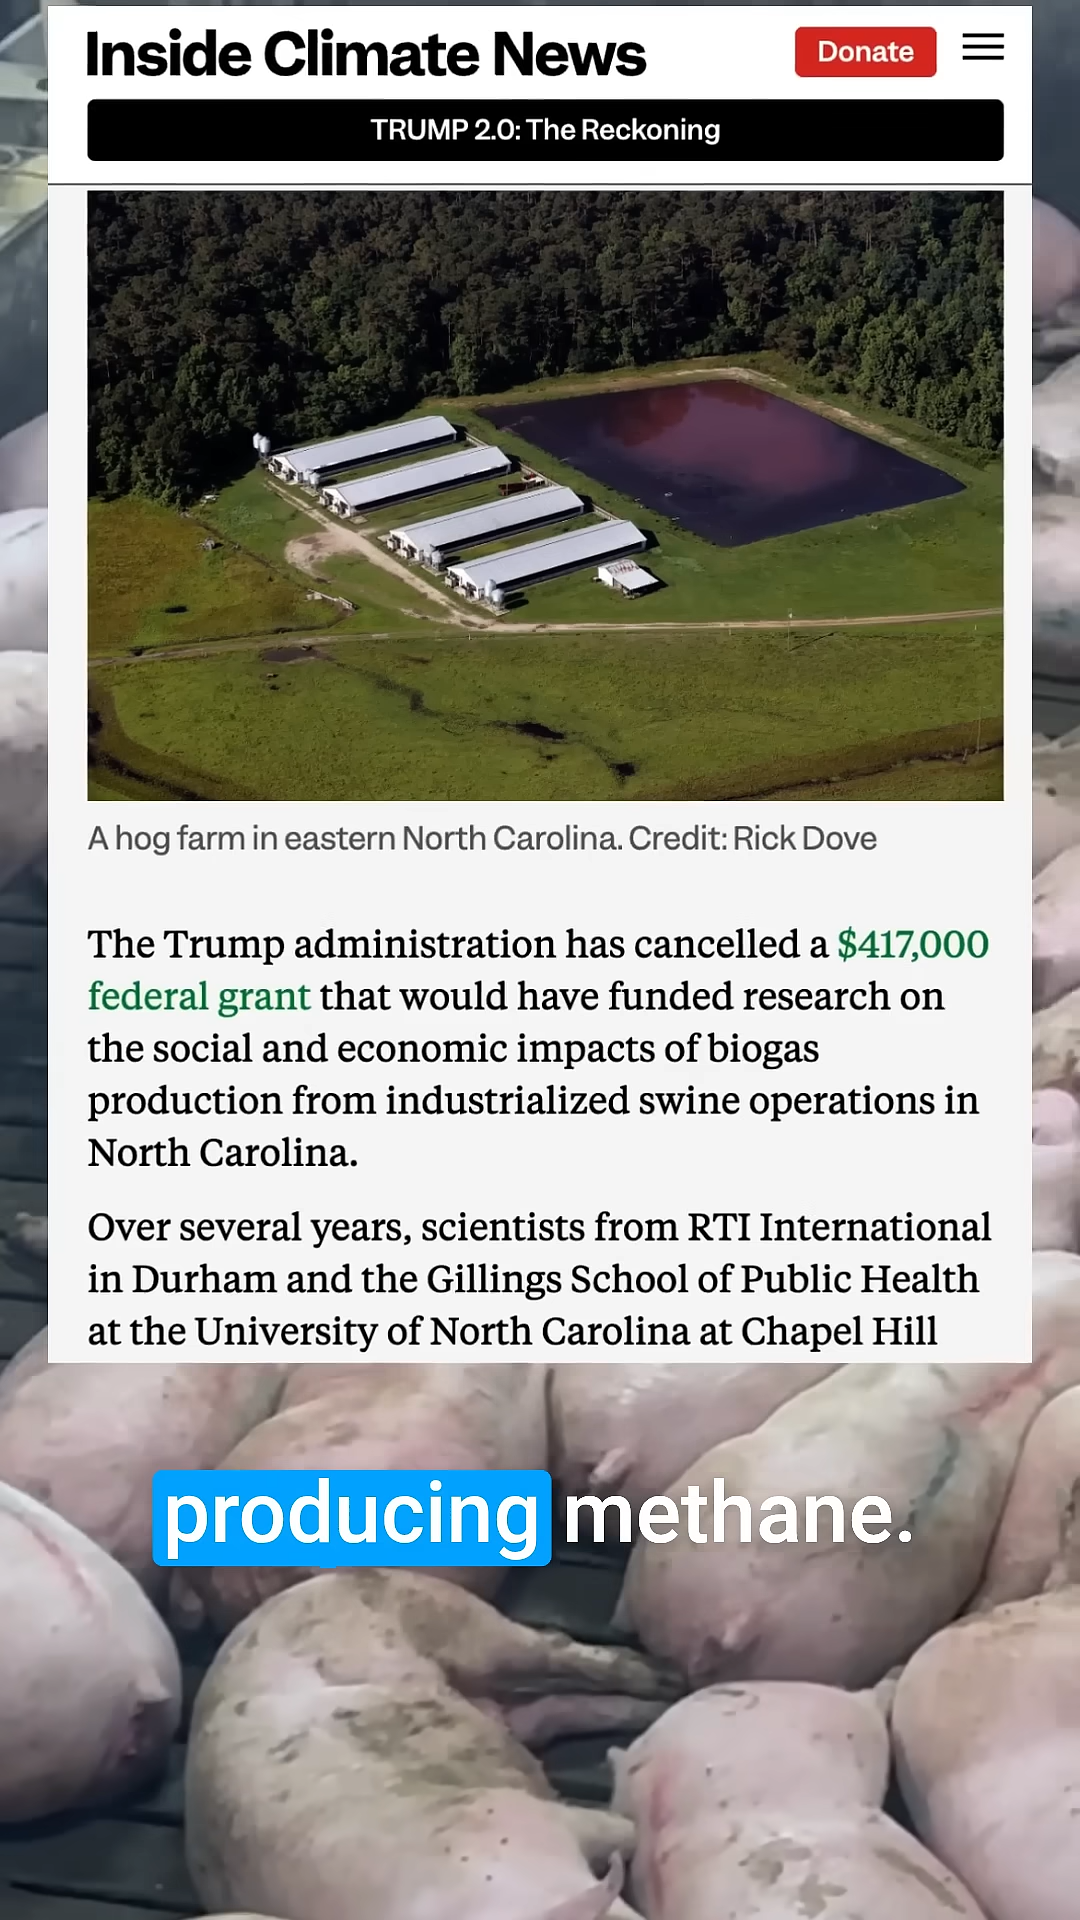 Inside Climate News
Donate
TRUMP 2.0: The Reckoning
A hog farm in eastern North Carolina. Credit: Rick Dove
The Trump administration has cancelled a $417,000
federal grant that would have funded research on
the social and economic impacts of biogas
production from industrialized swine operations in
North Carolina.
Over several years, scientists from RTI International
in Durham and the Gillings School of Public Health
at the University of North Carolina at Chapel Hill
producing methane.